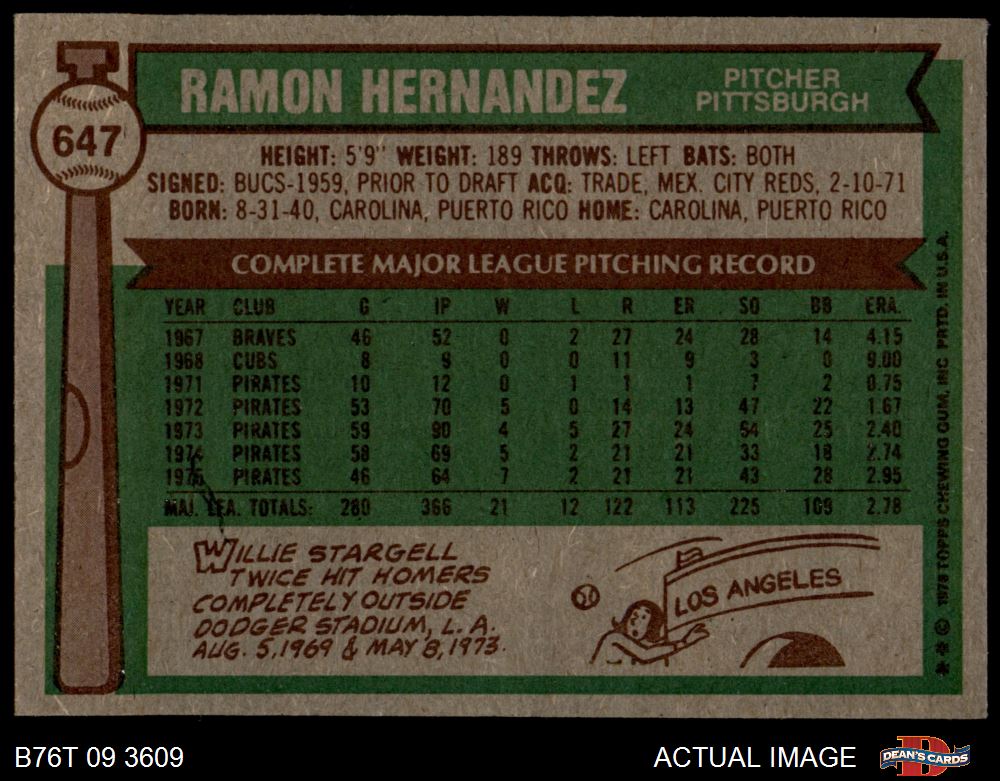 647
RAMON HERNANDEZ
PITCHER
PITTSBURGH
HEIGHT: 5'9" WEIGHT: 189 THROWS: LEFT BATS: BOTH
SIGNED: BUCS-1959, PRIOR TO DRAFT ACQ: TRADE, MEX. CITY REDS, 2-10-71
BORN: 8-31-40, CAROLINA, PUERTO RICO HOME: CAROLINA, PUERTO RICO
COMPLETE MAJOR LEAGUE PITCHING RECORD
YEAR CLUB G IP W L R ER SO BB ERA.
1967 BRAVES 46 52 0 2 27 24 28 14 4.15
1968 CUBS 8 9 0 0 11 9 3 0 9.00
1971 PIRATES 10 12 0 1 1 1 7 2 0.75
1972 PIRATES 53 70 5 0 14 13 47 22 1.67
1973 PIRATES 59 90 4 5 27 24 64 25 2.40
1974 PIRATES 58 69 5 2 21 21 33 18 2.74
1975 PIRATES 46 64 7 2 21 21 43 28 2.95
MAJ. LEA. TOTALS: 280 366 21 12 122 113 225 109 2.78
WILLIE STARGELL
TWICE HIT HOMERS
COMPLETELY OUTSIDE
DODGER STADIUM, L.A.
AUG. 5, 1969 & MAY 8, 1973.
LOS ANGELES
✱ ✱ © 1976 TOPPS CHEWING GUM, INC PRTD. IN U.S.A.
B76T 09 3609
ACTUAL IMAGE
D
DEAN'S CARDS